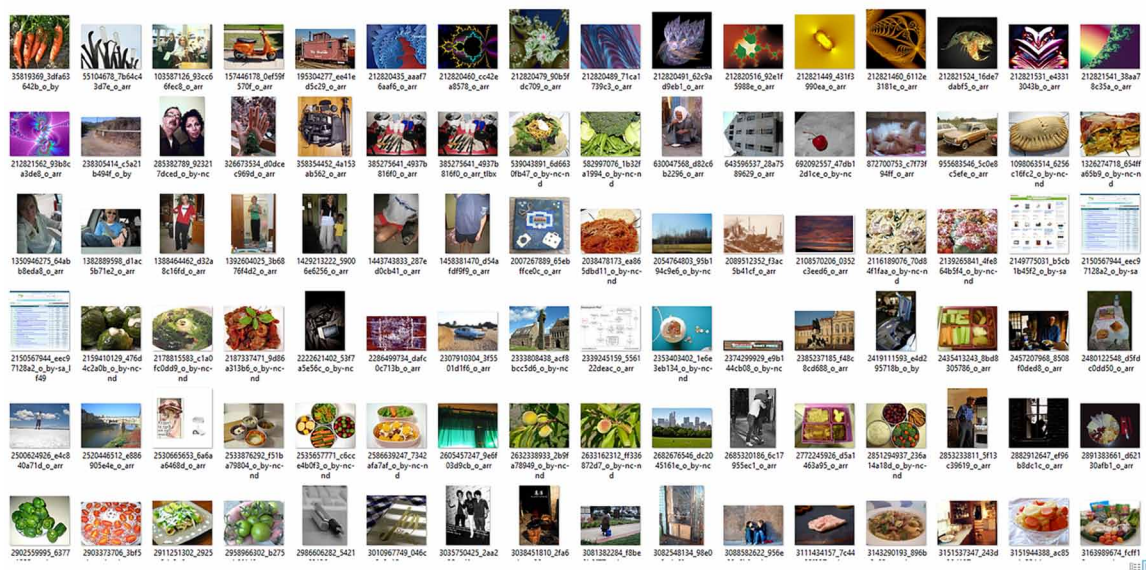 35819369_3dfa63 55104678_7b64c4 103587126_93cc6 157446178_0ef59f 195304277_ee41e 212820435_aaaf7 212820460_cc42e 212820479_90b5f 212820489_71ca1 212820491_62c9a 212820516_92e1f 212821449_431f3 212821460_6112e 212821524_16de7 212821531_e4331 212821541_38aa7
642b_o_by 3d7e_o_arr 6fec8_o_arr 570f_o_arr d5c29_o_arr 6aaf6_o_arr a8578_o_arr dc709_o_arr 739c3_o_arr d9eb1_o_arr 5988e_o_arr 990ea_o_arr 3181e_o_arr dabf5_o_arr 3043b_o_arr 8c35a_o_arr
212821562_93b8c 238305414_c5a21 285382789_92321 326673534_d0dce 358354452_4a153 385275641_4937b 385275641_4937b 539043891_6d663 582997076_1b32f 630047568_d82c6 643596537_28a75 692092557_47db1 872700753_c7f73f 955683546_5c0e8 1098063514_6256 1326274718_654ff
a3de8_o_arr b494f_o_by 7dced_o_by-nc c969d_o_arr ab562_o_arr 816f0_o_arr 816f0_o_arr_tlbx 0fb47_o_by-nc-n a1994_o_by-nc-n b2296_o_arr 89629_o_arr 2d1ce_o_by-nc 94ff_o_arr c5efe_o_arr c16fc2_o_by-nc- a65b9_o_by-nc-n
d d nd d
1350946275_64ab 1382889598_d1ac 1388464462_d32a 1392604025_3b68 1429213222_5900 1443743833_287e 1458381470_d54a 2007267889_65eb 2038478173_ea86 2054764803_95b1 2089512352_f3ac 2108570206_0352 2116189076_70d8 2139265841_4fe8 2149775031_b5cb 2150567944_eec9
b8eda8_o_arr 5b71e2_o_arr 8c16fd_o_arr 76f4d2_o_arr 6e6256_o_arr ed0cb41_o_arr fdf9f9_o_arr ffce0c_o_arr 5dbd11_o_by-nc- 94c9e6_o_by-nc 5b41cf_o_arr c3eed6_o_arr 4f1faa_o_by-nc-n 64b5f4_o_by-nc- 1b45f2_o_by-sa 7128a2_o_by-sa
nd d nd
2150567944_eec9 2159410129_476d 2178815583_c1a0 2187337471_9d86 2222621402_53f7 2286499734_dafc 2307910304_3f55 2333808438_acf8 2339245159_5561 2353403402_1e6e 2374299929_e9b1 2385237185_f48c 2419111593_e4d2 2435413243_8bd8 2457207968_8508 2480122548_d5fd
7128a2_o_by-sa_l 4c2a0b_o_by-nc- fc0dd9_o_by-nc- a313b6_o_by-nc- a5e56c_o_by-nc 0c713b_o_arr 01d1f6_o_arr bcc5d6_o_by-nc 22deac_o_arr 3eb134_o_by-nc- 44cb08_o_by-nc 8cd688_o_arr 95718b_o_by 305786_o_arr f0ded8_o_arr c0dd50_o_arr
f49 nd nd nd nd
2500624926_e4c8 2520446512_e886 2530665653_6a6a 2533876292_f51b 2535657771_c6cc 2586639247_7342 2605457247_9e6f 2632338933_2b9f 2633162312_ff33 2682676546_dc20 2685320186_6c17 2772245926_d5a1 2851294937_236a 2853233811_5f13 2882912647_ef96 2891383661_d621
40a71d_o_arr 905e4e_o_arr a6468d_o_arr a79804_o_by-nc- e4b0f3_o_by-nc- afa7af_o_by-nc-n 03d9cb_o_arr a78949_o_by-nc- 872d7_o_by-nc-n 45161e_o_by-nc 955ec1_o_arr 463a95_o_arr 14a18d_o_by-nc- c39619_o_arr b8dc1c_o_arr 30afb1_o_arr
nd nd d nd d nd
2902559995_6377 2903373706_3bf5 2911251302_2925 2958966302_b275 2986606282_5421 3010967749_046c 3035750425_2aa2 3038451810_2fa6 3081382284_f8be 3082548134_98e0 3088582622_956e 3111434157_7c44 3143290193_896b 3151537347_243d 3151944388_ac85 3163989674_fcff1